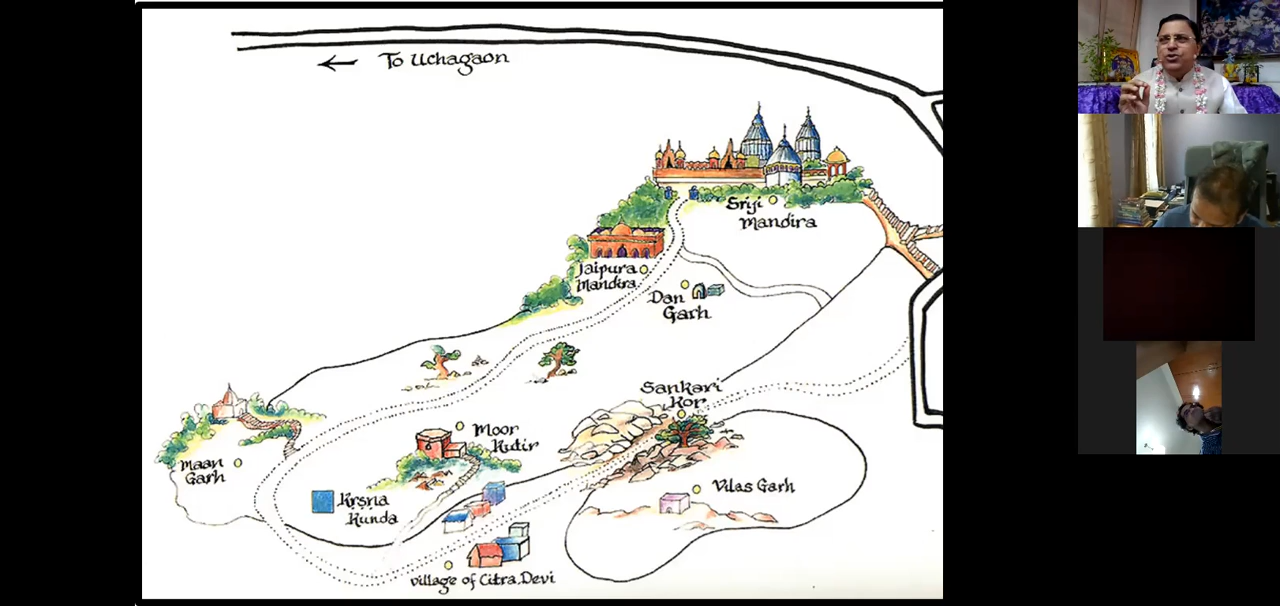 ← To Uchagaon
Sriji
Mandira
Jaipura
Mandira
Dan
Garh
Sankari
Kor
Moor
Kutir
Maan
Garh
Kṛṣṇa
Kunda
Vilas Garh
village of Citra Devi